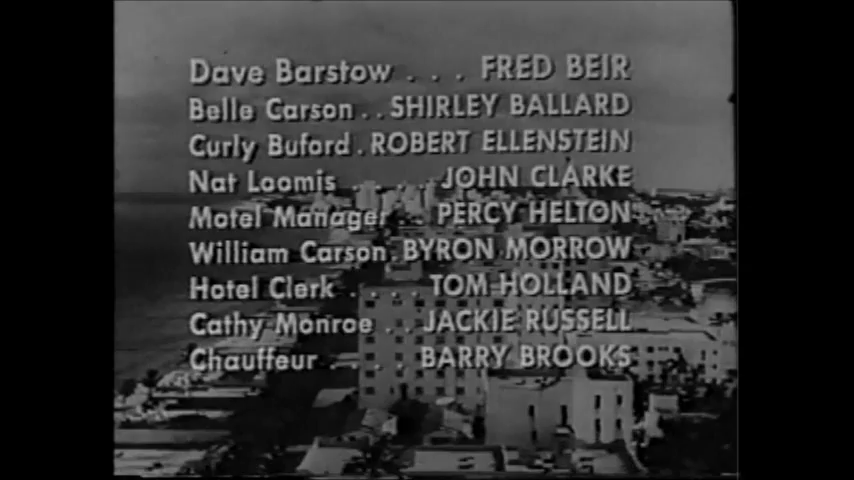 Dave Barstow . . . FRED BEIR
Belle Carson . . SHIRLEY BALLARD
Curly Buford . ROBERT ELLENSTEIN
Nat Loomis . . . . JOHN CLARKE
Motel Manager . . PERCY HELTON
William Carson . BYRON MORROW
Hotel Clerk . . . . TOM HOLLAND
Cathy Monroe . . JACKIE RUSSELL
Chauffeur . . . . BARRY BROOKS